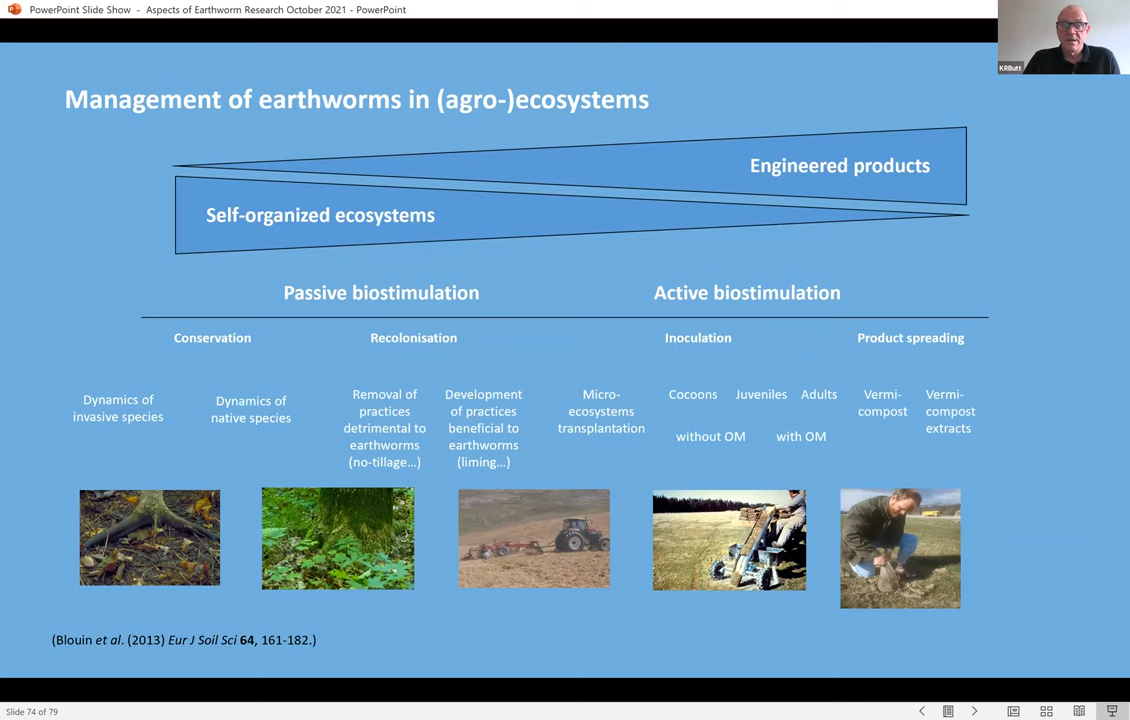 PowerPoint Slide Show - Aspects of Earthworm Research October 2021 - PowerPoint
KRButt
Management of earthworms in (agro-)ecosystems
Engineered products
Self-organized ecosystems
Passive biostimulation
Active biostimulation
Conservation
Recolonisation
Inoculation
Product spreading
Dynamics of
invasive species
Dynamics of
native species
Removal of
practices
detrimental to
earthworms
(no-tillage...)
Development
of practices
beneficial to
earthworms
(liming...)
Micro-
ecosystems
transplantation
Cocoons
Juveniles
Adults
without OM
with OM
Vermi-
compost
Vermi-
compost
extracts
(Blouin et al. (2013) Eur J Soil Sci 64, 161-182.)
Slide 74 of 79